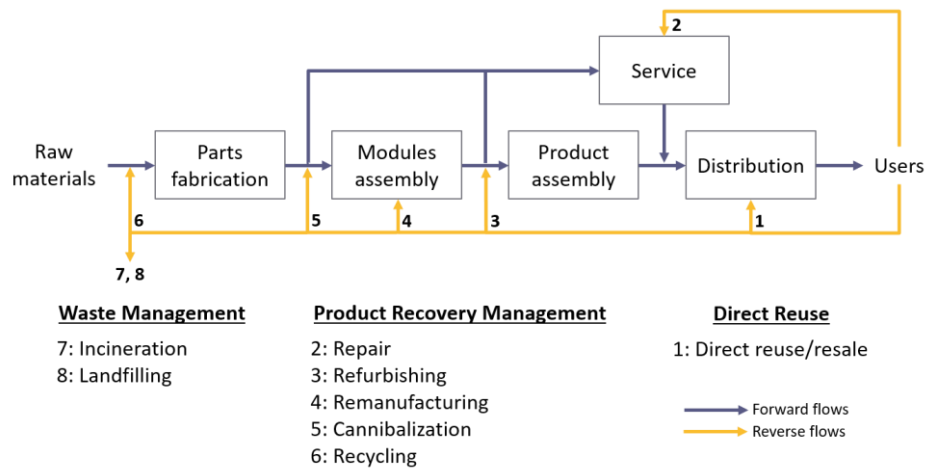 2
Service
Raw
materials
Parts
fabrication
Modules
assembly
Product
assembly
Distribution
Users
6
5
4
3
1
7, 8
Waste Management
7: Incineration
8: Landfilling
Product Recovery Management
2: Repair
3: Refurbishing
4: Remanufacturing
5: Cannibalization
6: Recycling
Direct Reuse
1: Direct reuse/resale
Forward flows
Reverse flows